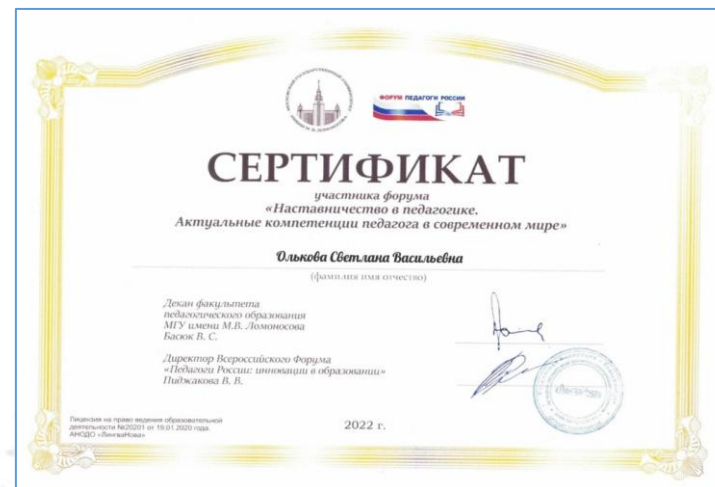 ФОРУМ ПЕДАГОГИ РОССИИ
СЕРТИФИКАТ
участника форума
«Наставничество в педагогике.
Актуальные компетенции педагога в современном мире»
Олькова Светлана Васильевна
(фамилия имя отчество)
Декан факультета
педагогического образования
МГУ имени М.В. Ломоносова
Басюк В. С.
Директор Всероссийского Форума
«Педагоги России: инновации в образовании»
Пиджакова В. В.
Лицензия на право ведения образовательной
деятельности №20201 от 19.01.2020 года.
АНОДО «ЛингваНова»
2022 г.